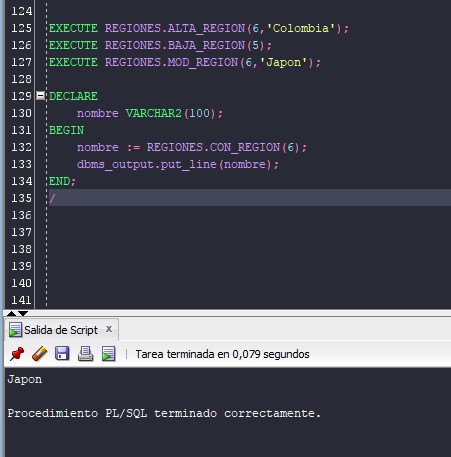 124
125 EXECUTE REGIONES.ALTA_REGION(6,'Colombia');
126 EXECUTE REGIONES.BAJA_REGION(5);
127 EXECUTE REGIONES.MOD_REGION(6,'Japon');
128
129 DECLARE
130 nombre VARCHAR2(100);
131 BEGIN
132 nombre := REGIONES.CON_REGION(6);
133 dbms_output.put_line(nombre);
134 END;
135 /
136
137
138
139
140
141
Salida de Script x
Tarea terminada en 0,079 segundos
Japon
Procedimiento PL/SQL terminado correctamente.